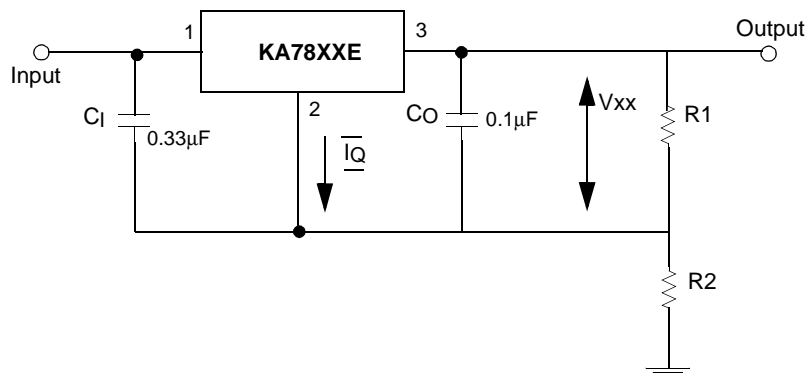 1
KA78XXE
3
Output
Input
CI
0.33μF
2
IQ
CO
0.1μF
Vxx
R1
R2